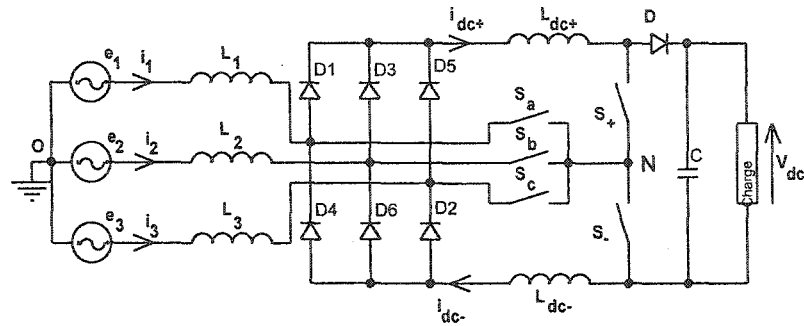 i_dc+ L_dc+ D
e_1 i_1 L_1 D1 D3 D5
S_a
S_+
O e_2 i_2 L_2 S_b N C Charge V_dc
S_c
e_3 i_3 L_3 D4 D6 D2
S_-
i_dc- L_dc-